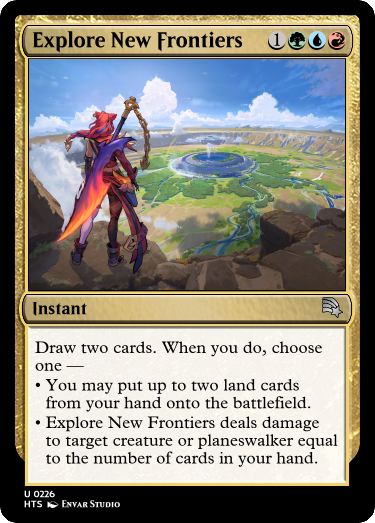 Explore New Frontiers 1
Instant
Draw two cards. When you do, choose
one —
• You may put up to two land cards
from your hand onto the battlefield.
• Explore New Frontiers deals damage
to target creature or planeswalker equal
to the number of cards in your hand.
U 0226
HTS Envar Studio